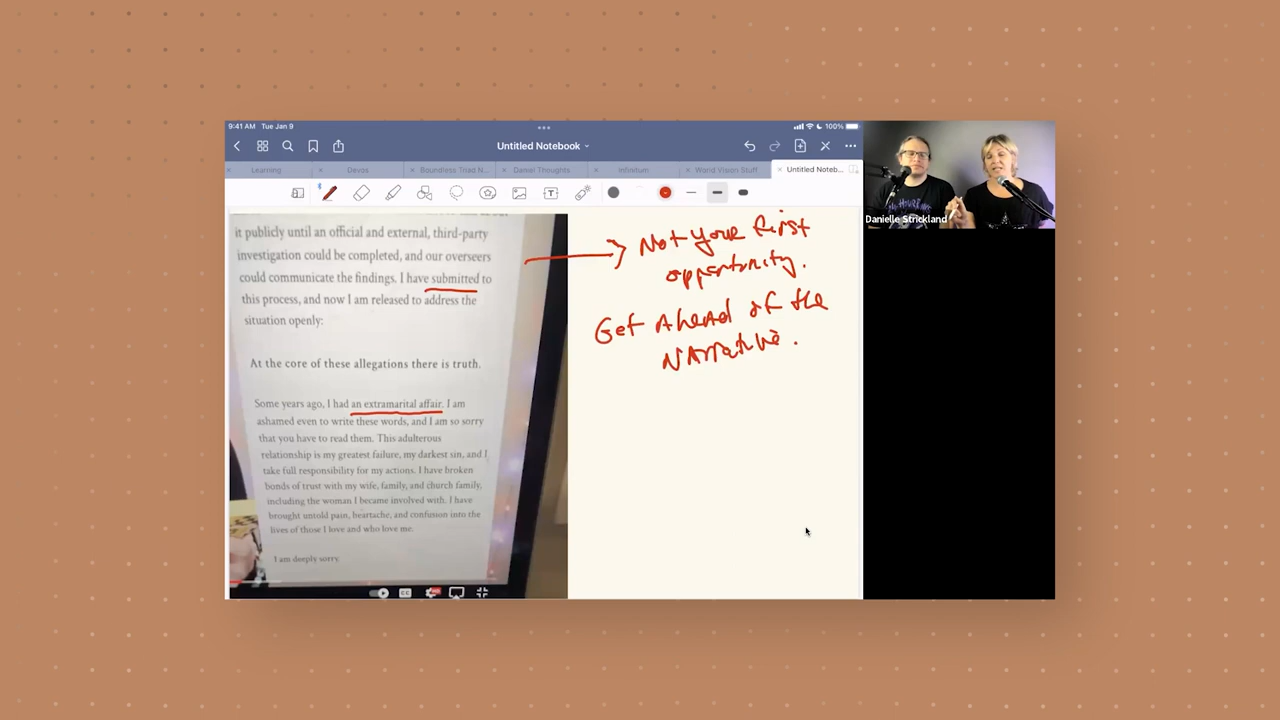 9:41 AM Tue Jan 9
100%
Untitled Notebook
Learning
Devos
Boundless Triad N...
Daniel Thoughts
infinitum
Word Vision Stuff
Untitled Noteb...
it publicly until an official and external, third-party
investigation could be completed, and our overseers
could communicate the findings. I have submitted to
this process, and now I am released to address the
situation openly:
At the core of these allegations there is truth.
Some years ago, I had an extramarital affair. I am
ashamed even to write these words, and I am so sorry
that you have to read them. This adulterous
relationship is my greatest failure, my darkest sin, and I
take full responsibility for my actions. I have broken
bonds of trust with my wife, family, and church family,
including the woman I became involved with. I have
brought untold pain, heartache, and confusion into the
lives of those I love and who love me.
I am deeply sorry
CC
Not your first
opportunity.
Get Ahead of the
Narrative.
Danielle Strickland